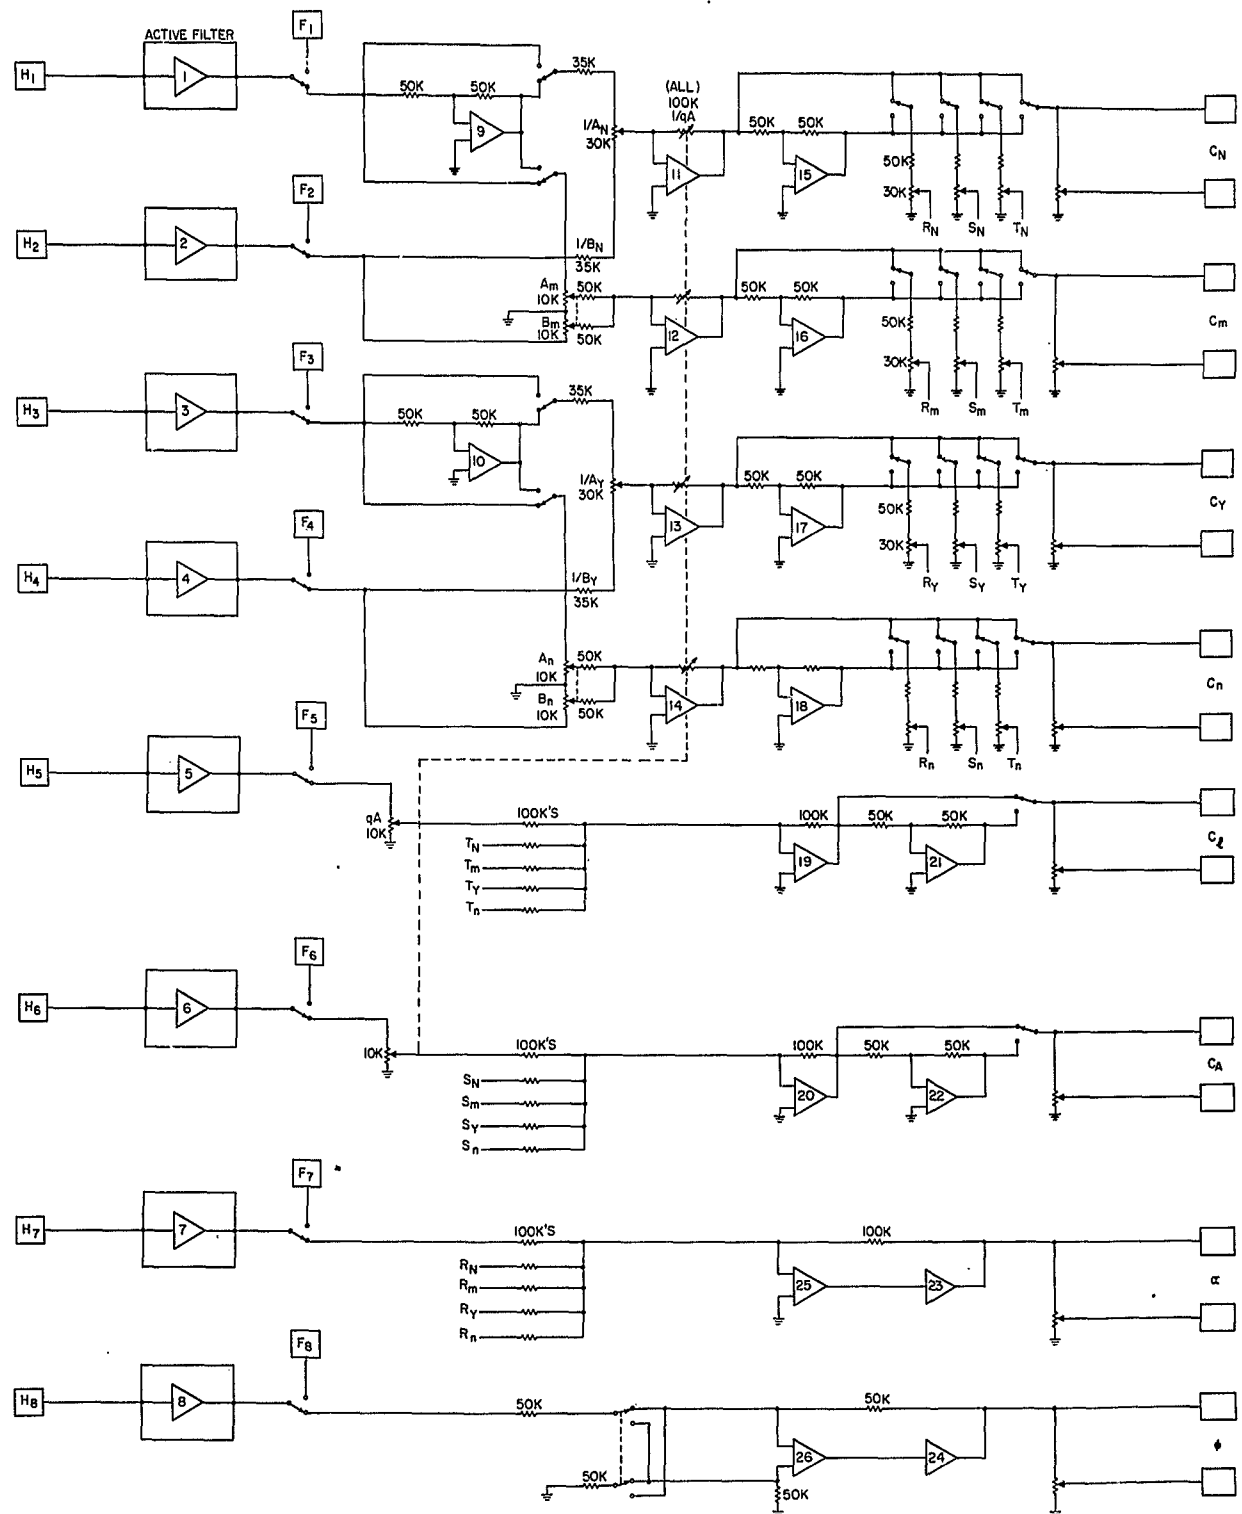 ACTIVE FILTER
F1
H1
1
50K
50K
35K
9
1/AN
30K
(ALL)
100K
1/qA
11
50K
50K
15
50K
30K
RN
SN
TN
CN
F2
H2
2
1/BN
35K
Am
10K
50K
Bm
10K
50K
12
50K
50K
16
50K
30K
Rm
Sm
Tm
Cm
F3
H3
3
50K
50K
35K
10
1/AY
30K
13
50K
50K
17
50K
30K
RY
SY
TY
CY
F4
H4
4
1/BY
35K
An
10K
50K
Bn
10K
50K
14
18
Rn
Sn
Tn
Cn
F5
H5
5
qA
10K
100K'S
TN
Tm
TY
Tn
100K
50K
50K
19
21
Cℓ
F6
H6
6
10K
100K'S
SN
Sm
SY
Sn
100K
50K
50K
20
22
CA
F7
H7
7
100K'S
RN
Rm
RY
Rn
100K
25
23
α
F8
H8
8
50K
50K
50K
26
24
50K
ϕ